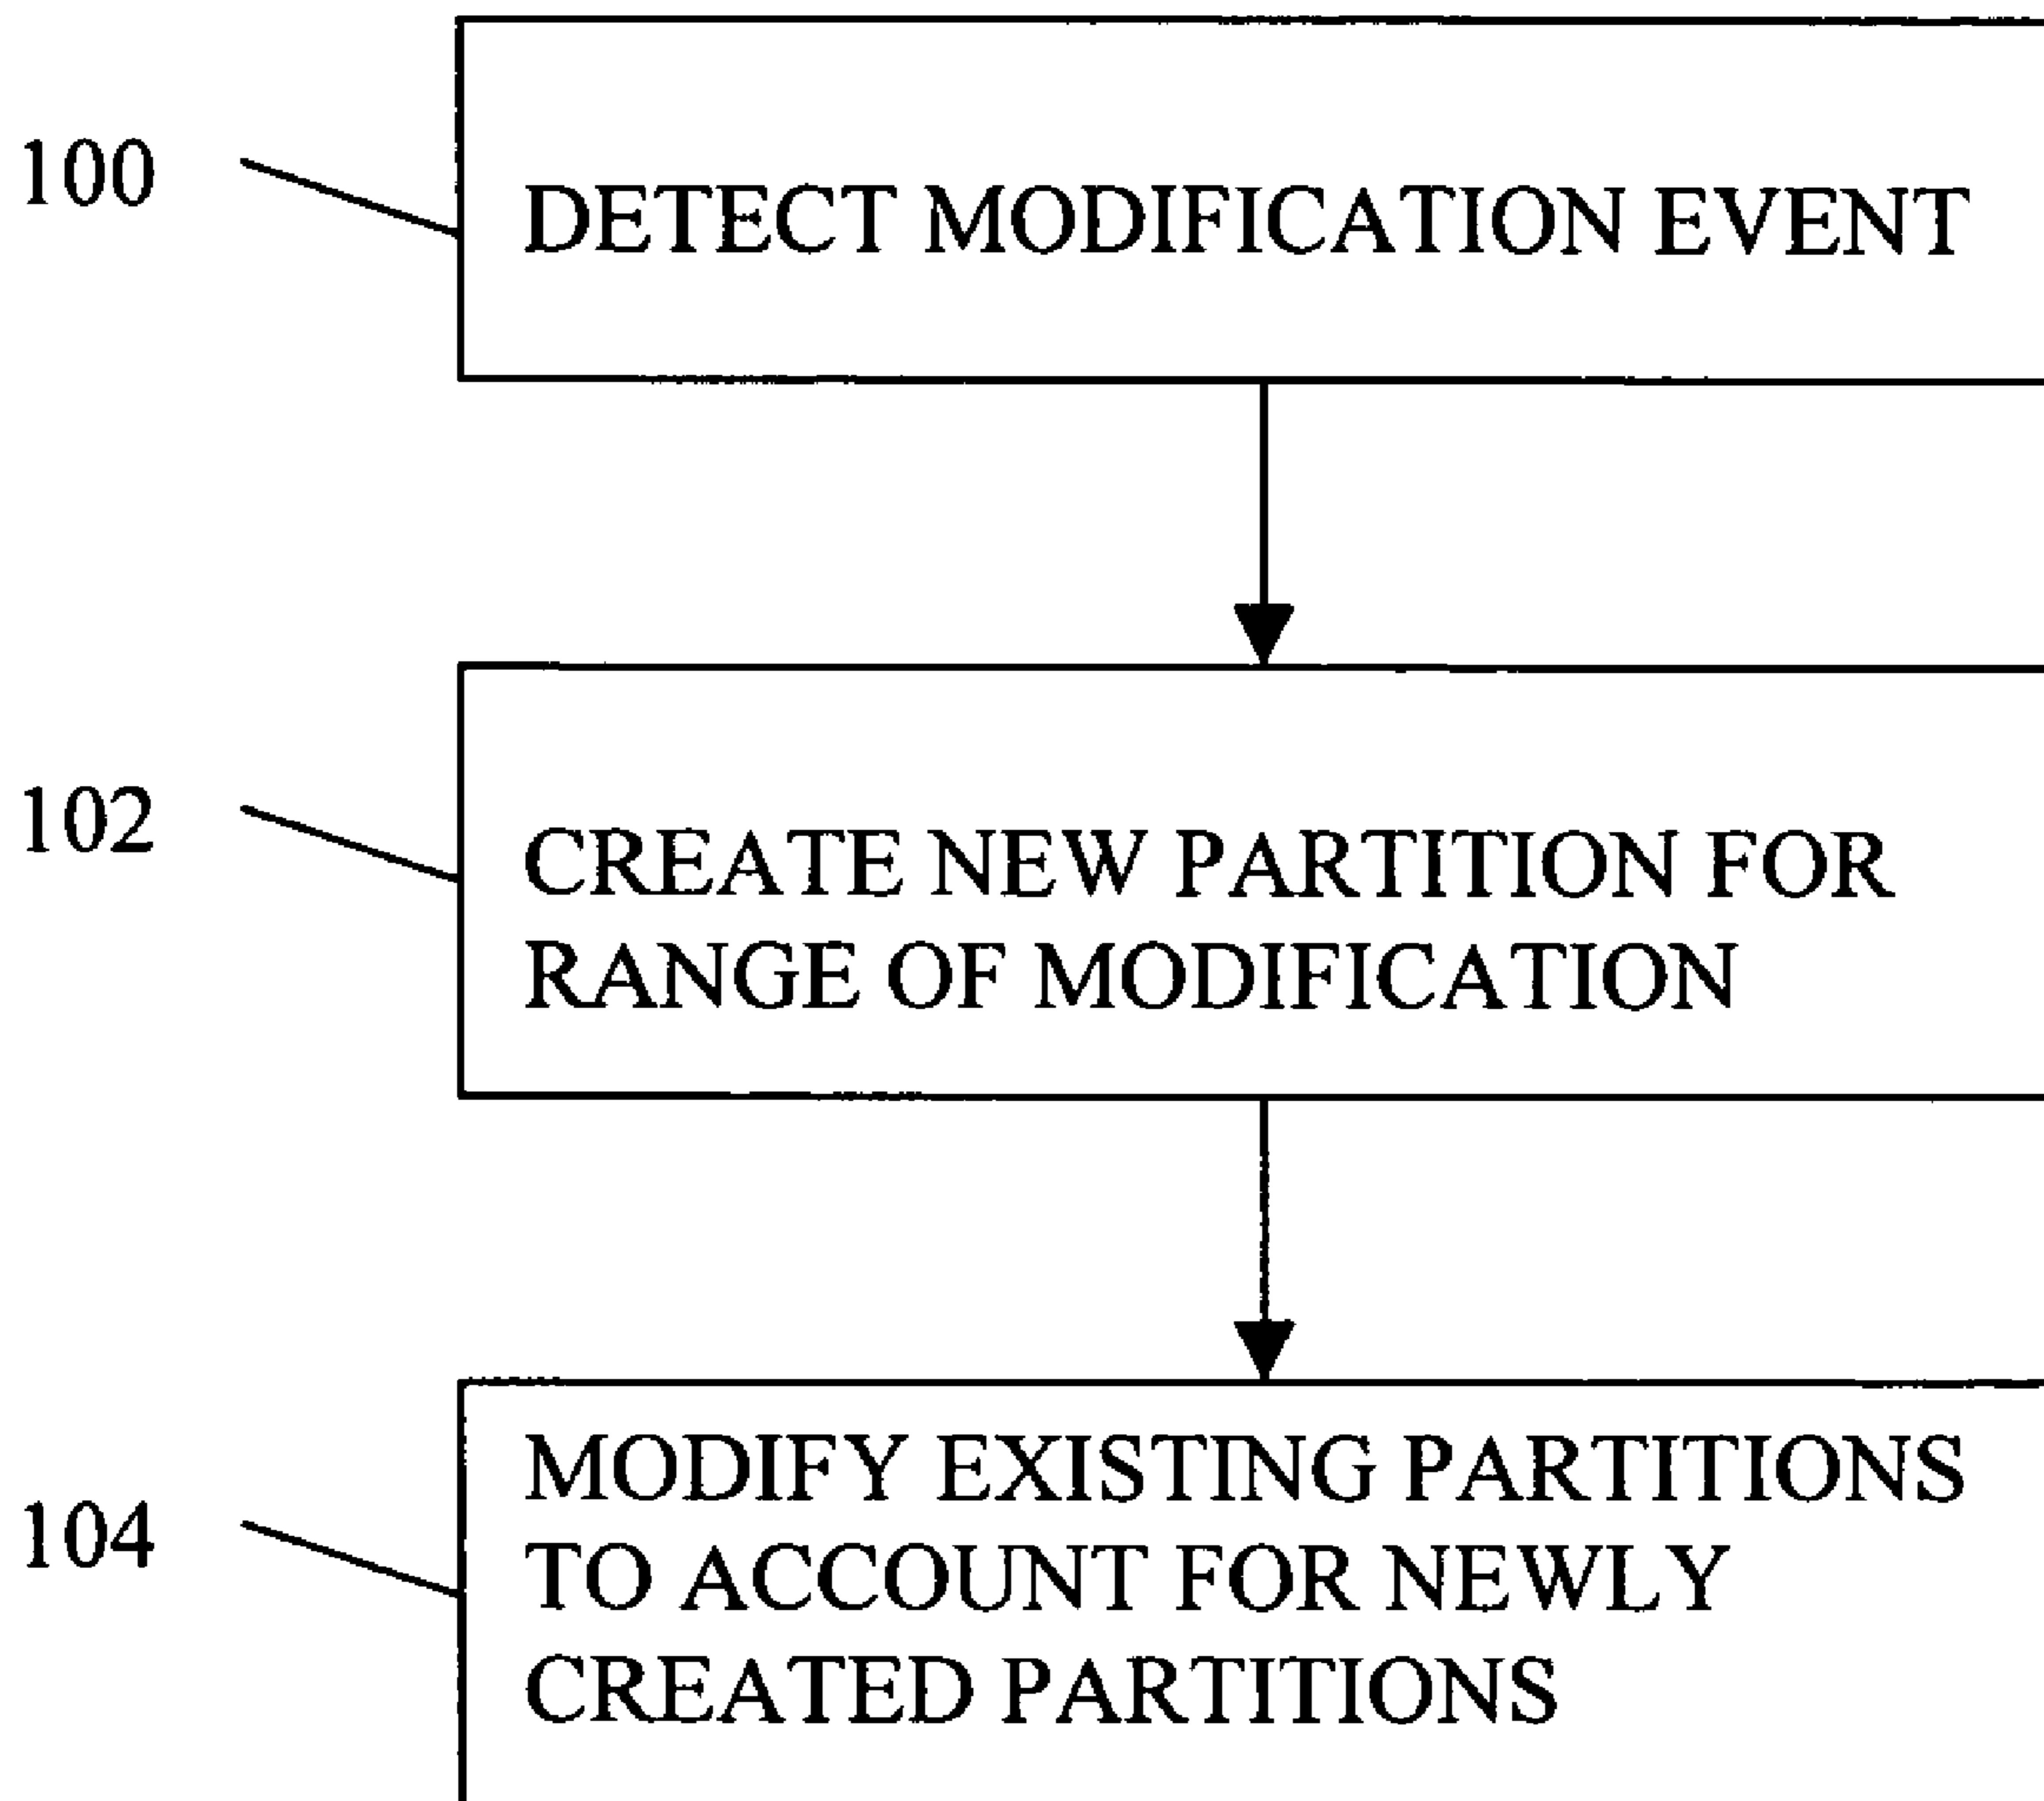 100
DETECT MODIFICATION EVENT
102
CREATE NEW PARTITION FOR
RANGE OF MODIFICATION
104
MODIFY EXISTING PARTITIONS
TO ACCOUNT FOR NEWLY
CREATED PARTITIONS